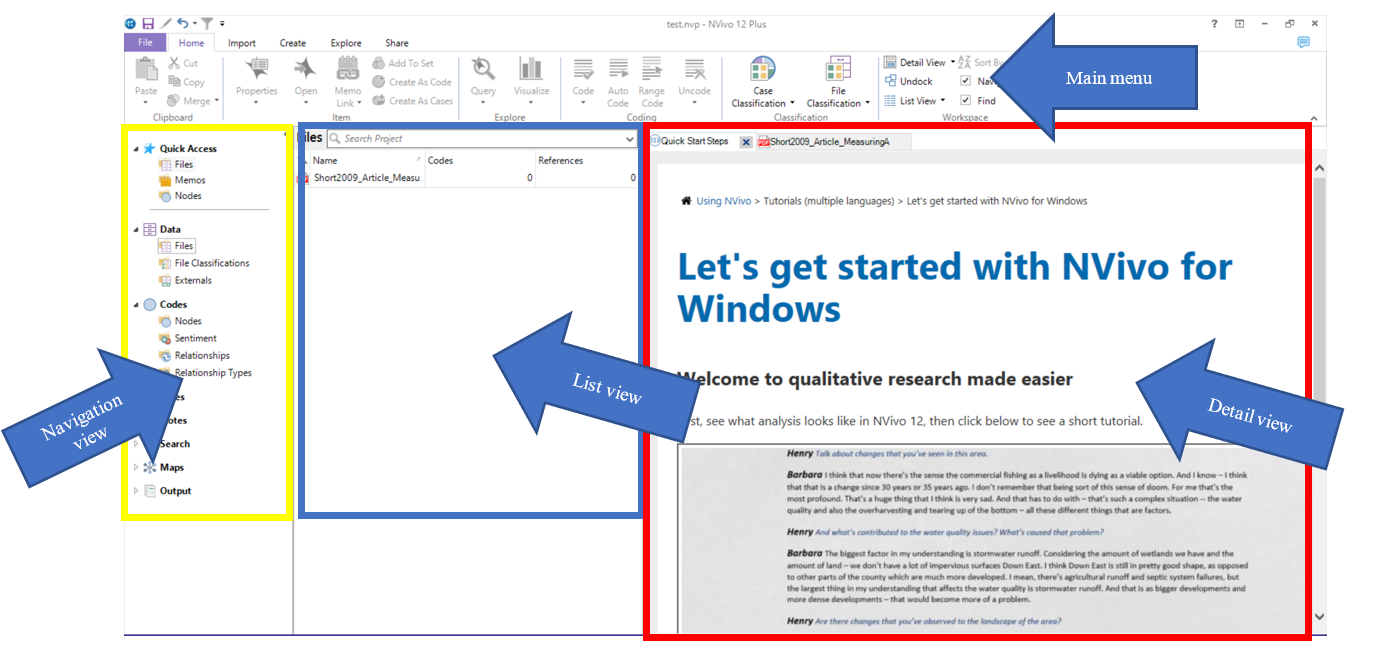 test.nvp - NVivo 12 Plus
File Home Import Create Explore Share
Cut
Copy
Merge
Paste
Clipboard
Properties
Open
Memo
Link
Add To Set
Create As Code
Create As Cases
Item
Query
Visualize
Explore
Code
Auto
Code
Range
Code
Uncode
Coding
Case
Classification
File
Classification
Classification
Detail View
Sort By
Undock
List View
Find
Workspace
Main menu
Quick Access
Files
Memos
Nodes
Data
Files
File Classifications
Externals
Codes
Nodes
Sentiment
Relationships
Relationship Types
Search
Maps
Output
Navigation
view
Search Project
Name Codes References
Short2009_Article_Measu 0 0
List view
Quick Start Steps Short2009_Article_MeasuringA
Using NVivo > Tutorials (multiple languages) > Let's get started with NVivo for Windows
Let's get started with NVivo for
Windows
Welcome to qualitative research made easier
see what analysis looks like in NVivo 12, then click below to see a short tutorial.
Detail view
Henry Talk about changes that you've seen in this area.
Barbara I think that now there's the sense the commercial fishing as a livelihood is dying as a viable option. And I know – I think
that that is a change since 30 years or 35 years ago. I don't remember that being sort of this sense of doom. For me that's the
most profound. That's a huge thing that I think is very sad. And that has to do with – that's such a complex situation -- the water
quality and also the overharvesting and tearing up of the bottom – all these different things that are factors.
Henry And what's contributed to the water quality issues? What's caused that problem?
Barbara The biggest factor in my understanding is stormwater runoff. Considering the amount of wetlands we have and the
amount of land – we don't have a lot of impervious surfaces Down East. I think Down East is still in pretty good shape, as opposed
to other parts of the county which are much more developed. I mean, there's agricultural runoff and septic system failures, but
the largest thing in my understanding that affects the water quality is stormwater runoff. And that is as bigger developments and
more dense developments – that would become more of a problem.
Henry Are there changes that you've observed to the landscape of the area?